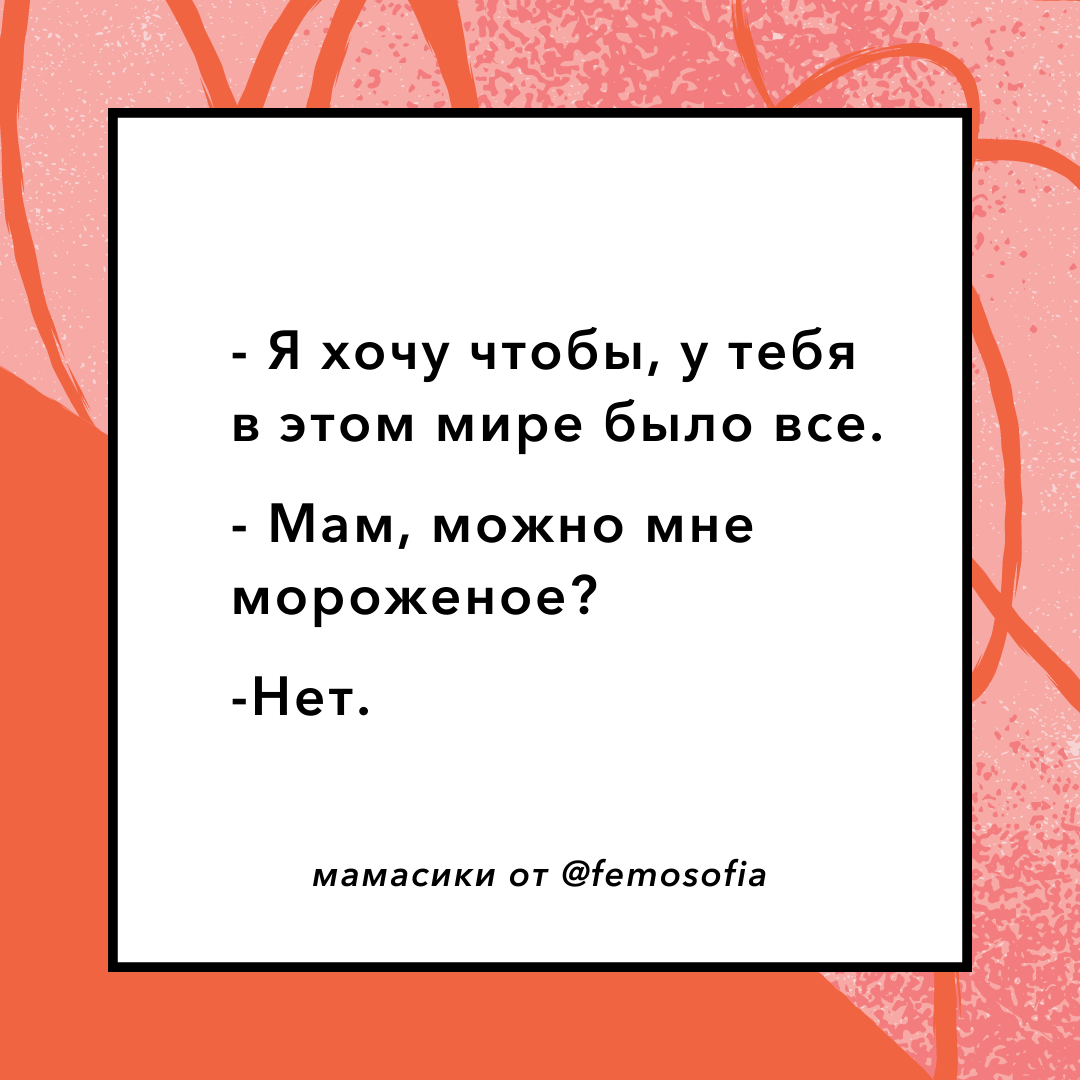 - Я хочу чтобы, у тебя
в этом мире было все.
- Мам, можно мне
мороженое?
-Нет.
мамасики от @femosofia